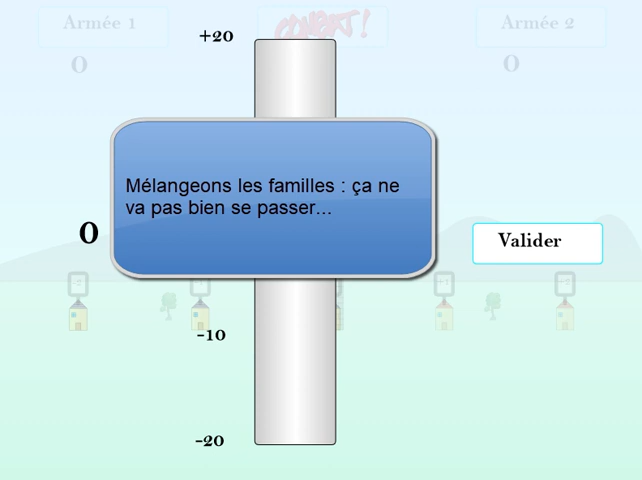 Armée 1
COMBAT!
Armée 2
+20
0
0
Mélangeons les familles : ça ne
va pas bien se passer...
0
Valider
-10
-20